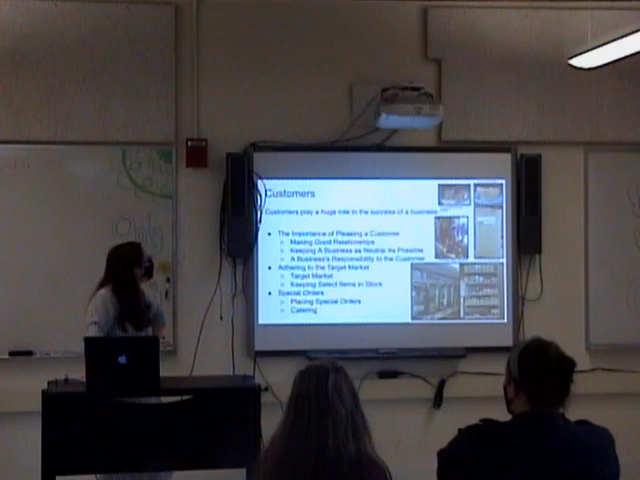 Only
Customers
Customers play a huge role in the success of a business
The Importance of Pleasing a Customer
Making Good Relationships
Keeping A Business as Neutral As Possible
A Business's Responsibility to the Customer
Adhering to the Target Market
Target Market
Keeping Select Items in Stock
Special Orders
Placing Special Orders
Catering